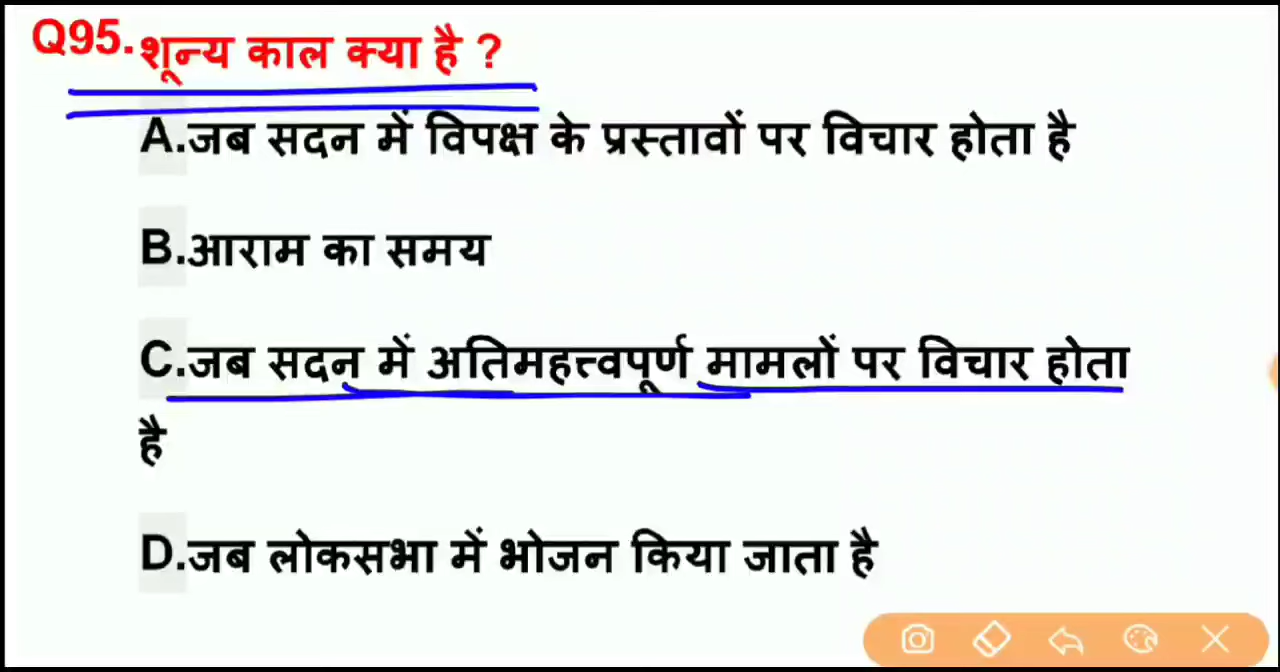 Q95. शून्य काल क्या है ?
A.जब सदन में विपक्ष के प्रस्तावों पर विचार होता है
B.आराम का समय
C.जब सदन में अतिमहत्त्वपूर्ण मामलों पर विचार होता
है
D.जब लोकसभा में भोजन किया जाता है